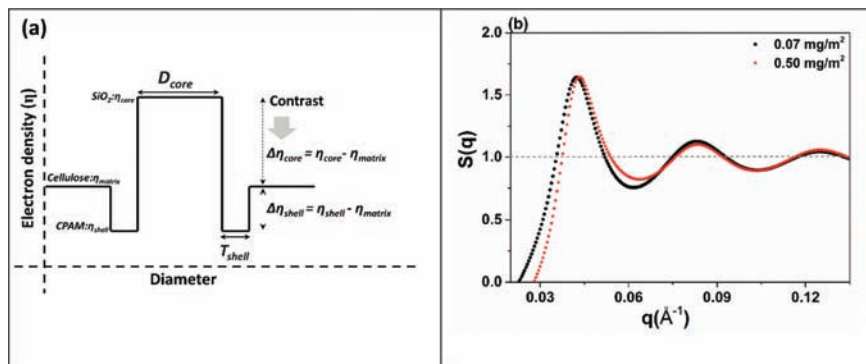 (a)
D_core
SiO₂:η_core
Contrast
Δη_core = η_core - η_matrix
Cellulose:η_matrix
Δη_shell = η_shell - η_matrix
CPAM:η_shell
T_shell
Electron density (η)
Diameter
(b)
0.07 mg/m²
0.50 mg/m²
2.0
1.5
1.0
0.5
0.0
S(q)
0.03 0.06 0.09 0.12
q(Å⁻¹)